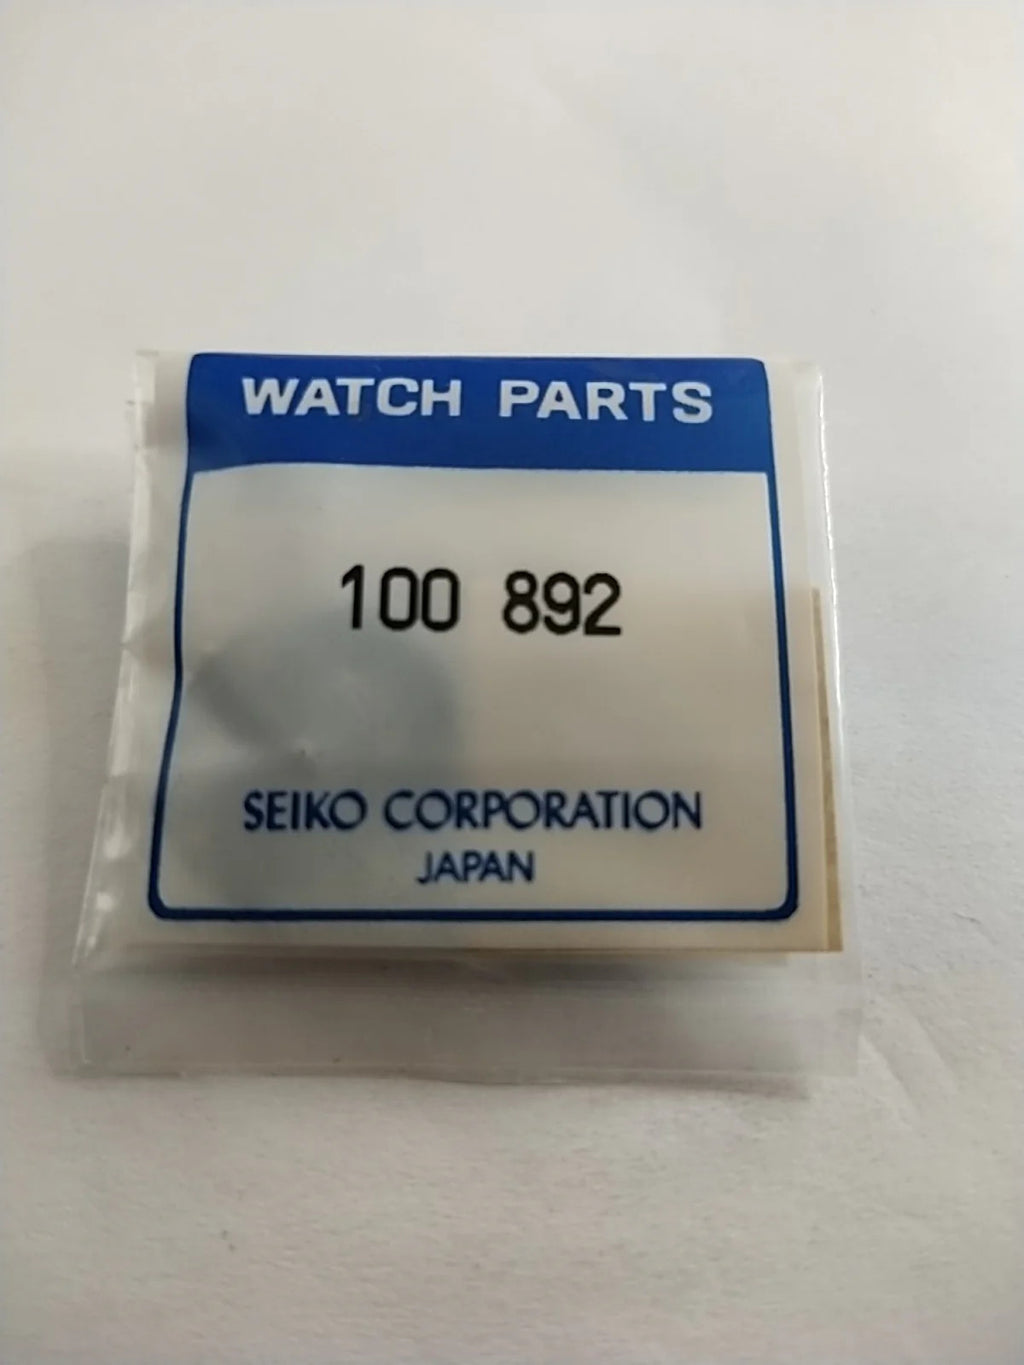 WATCH PARTS
100 892
SEIKO CORPORATION
JAPAN